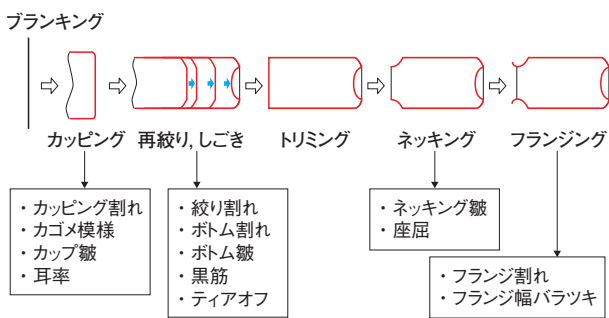 ブランキング
カッピング
再絞り, しごき
トリミング
ネッキング
フランジング
・カッピング割れ
・カゴメ模様
・カップ皺
・耳率
・絞り割れ
・ボトム割れ
・ボトム皺
・黒筋
・ティアオフ
・ネッキング皺
・座屈
・フランジ割れ
・フランジ幅バラツキ